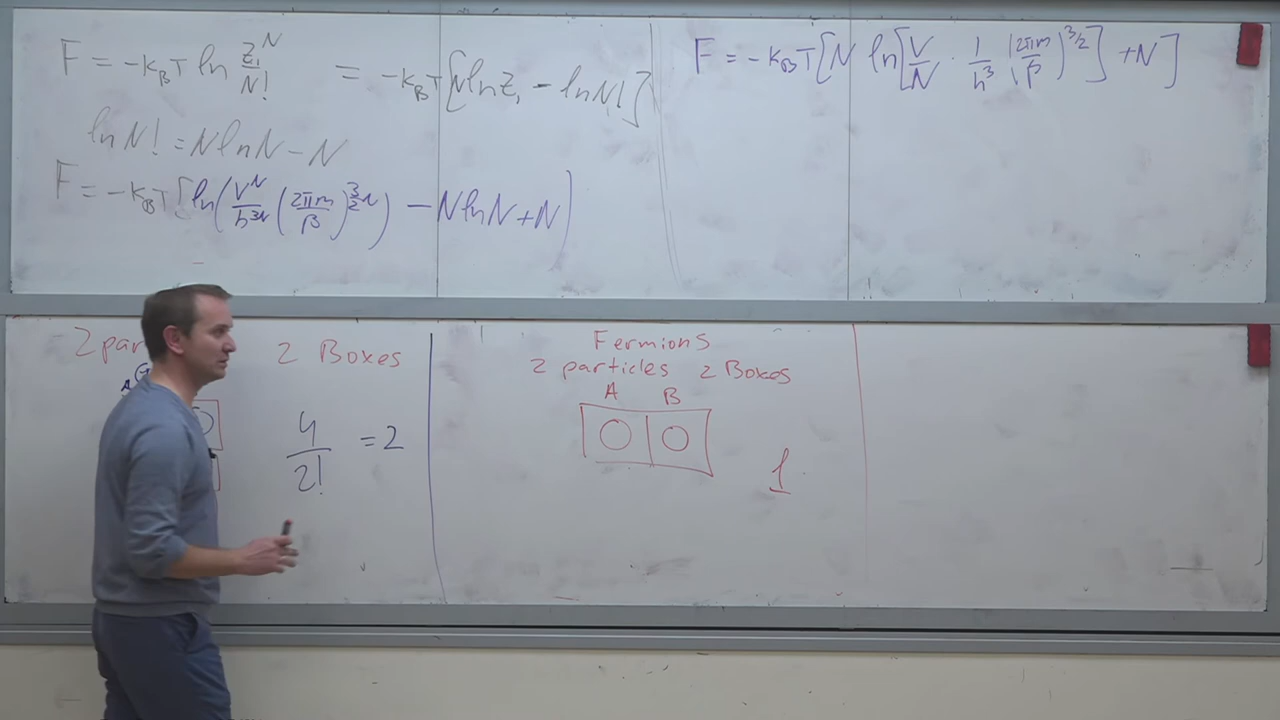 F = -k_B T ln Z_1^N / N! = -k_B T [N ln Z_1 - ln N!]
ln N! = N ln N - N
F = -k_B T [ln(V^N / h^{3N} (2πm / β)^{3/2 N}) - N ln N + N]
F = -k_B T [N ln [V/N · 1/h^3 (2πm / β)^{3/2}] + N]
2 par 2 Boxes
A
4 / 2! = 2
Fermions
2 particles 2 Boxes
A B
1